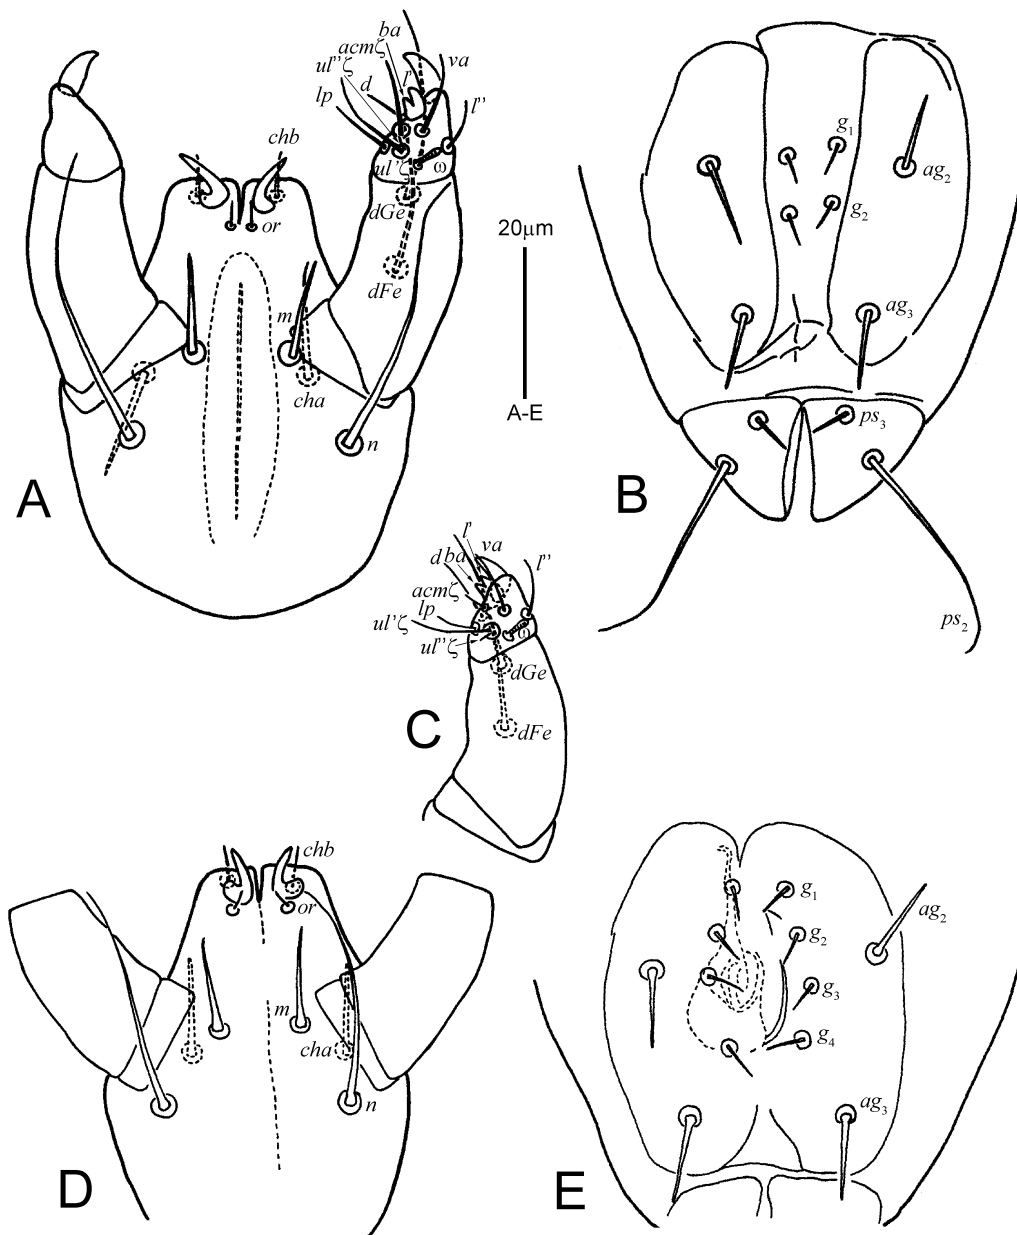 ba
acmζ
va
ul"ζ
l'
d
lp
l"
chb
ul'ζ
ω
or
dGe
dFe
m
cha
n
A
20μm
A-E
g1
ag2
g2
ag3
ps3
B
ps2
l'
va
d ba
l"
acmζ
lp
ul'ζ
ul"ζ
ω
dGe
dFe
C
chb
or
m
cha
n
D
g1
ag2
g2
g3
g4
ag3
E